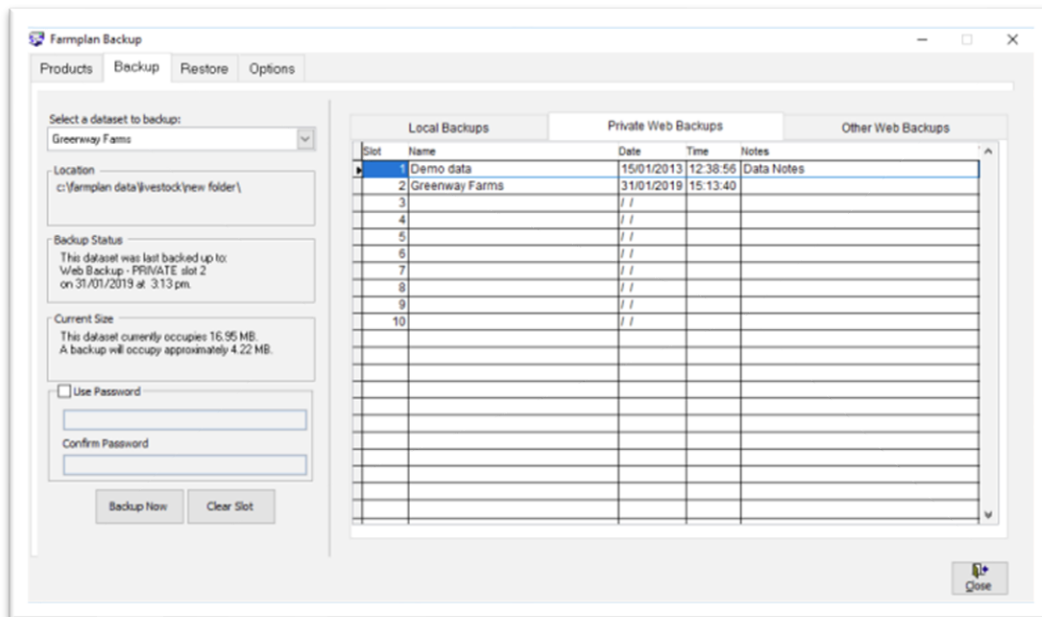 Farmplan Backup
Products Backup Restore Options
Select a dataset to backup:
Greenway Farms
Location
c:\farmplan data\livestock\new folder\
Backup Status
This dataset was last backed up to:
Web Backup - PRIVATE slot 2
on 31/01/2019 at 3:13 pm.
Current Size
This dataset currently occupies 16.95 MB.
A backup will occupy approximately 4.22 MB.
Use Password
Confirm Password
Backup Now Clear Slot
Local Backups Private Web Backups Other Web Backups
Slot Name Date Time Notes
1 Demo data 15/01/2013 12:38:56 Data Notes
2 Greenway Farms 31/01/2019 15:13:40
3 / /
4 / /
5 / /
6 / /
7 / /
8 / /
9 / /
10 / /
Close